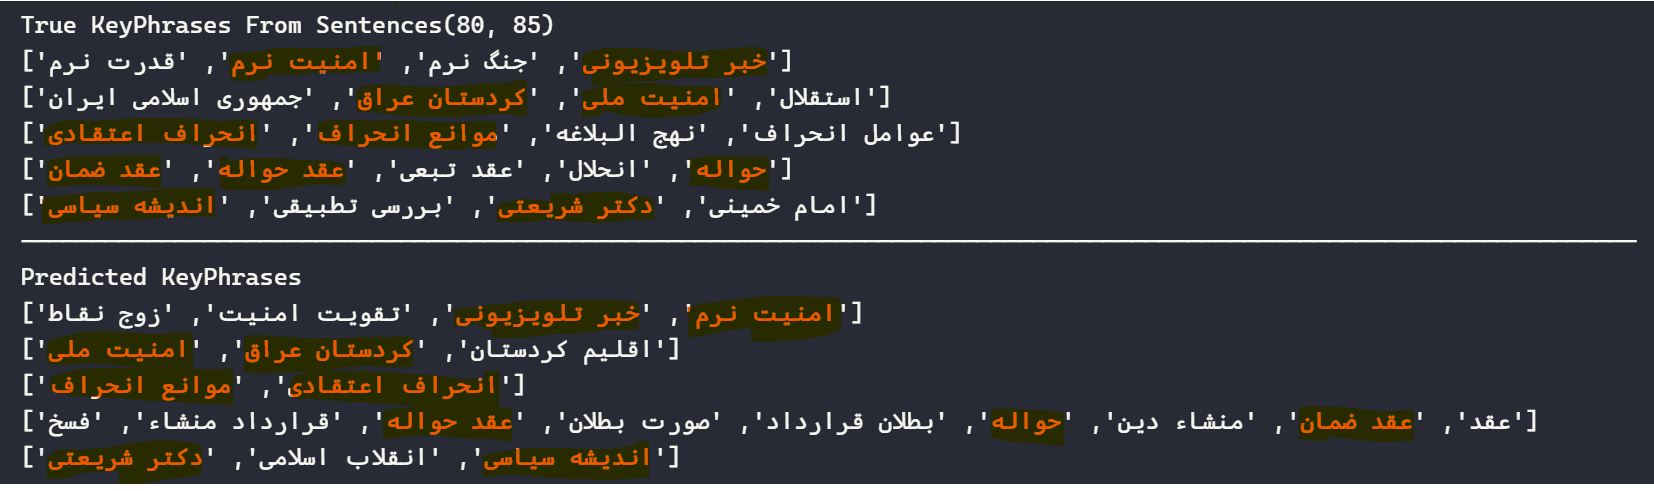 True KeyPhrases From Sentences(80, 85)
['خبر تلویزیونی', 'جنگ نرم', 'امنیت نرم', 'قدرت نرم']
['استقلال', 'امنیت ملی', 'کردستان عراق', 'جمهوری اسلامی ایران']
['عوامل انحراف', 'نهج البلاغه', 'موانع انحراف', 'انحراف اعتقادی']
['حواله', 'انحلال', 'عقد تبعی', 'عقد حواله', 'عقد ضمان']
['امام خمینی', 'دکتر شریعتی', 'بررسی تطبیقی', 'اندیشه سیاسی']
Predicted KeyPhrases
['امنیت نرم', 'خبر تلویزیونی', 'تقویت امنیت', 'زوج نقاط']
['اقلیم کردستان', 'کردستان عراق', 'امنیت ملی']
['انحراف اعتقادی', 'موانع انحراف']
['عقد', 'عقد ضمان', 'منشاء دین', 'حواله', 'بطلان قرارداد', 'صورت بطلان', 'عقد حواله', 'قرارداد منشاء', 'فسخ']
['اندیشه سیاسی', 'انقلاب اسلامی', 'دکتر شریعتی']